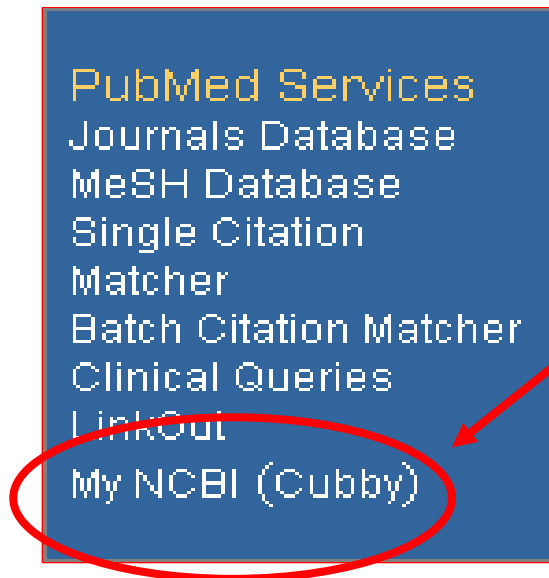 PubMed Services
Journals Database
MeSH Database
Single Citation
Matcher
Batch Citation Matcher
Clinical Queries
LinkOut
My NCBI (Cubby)